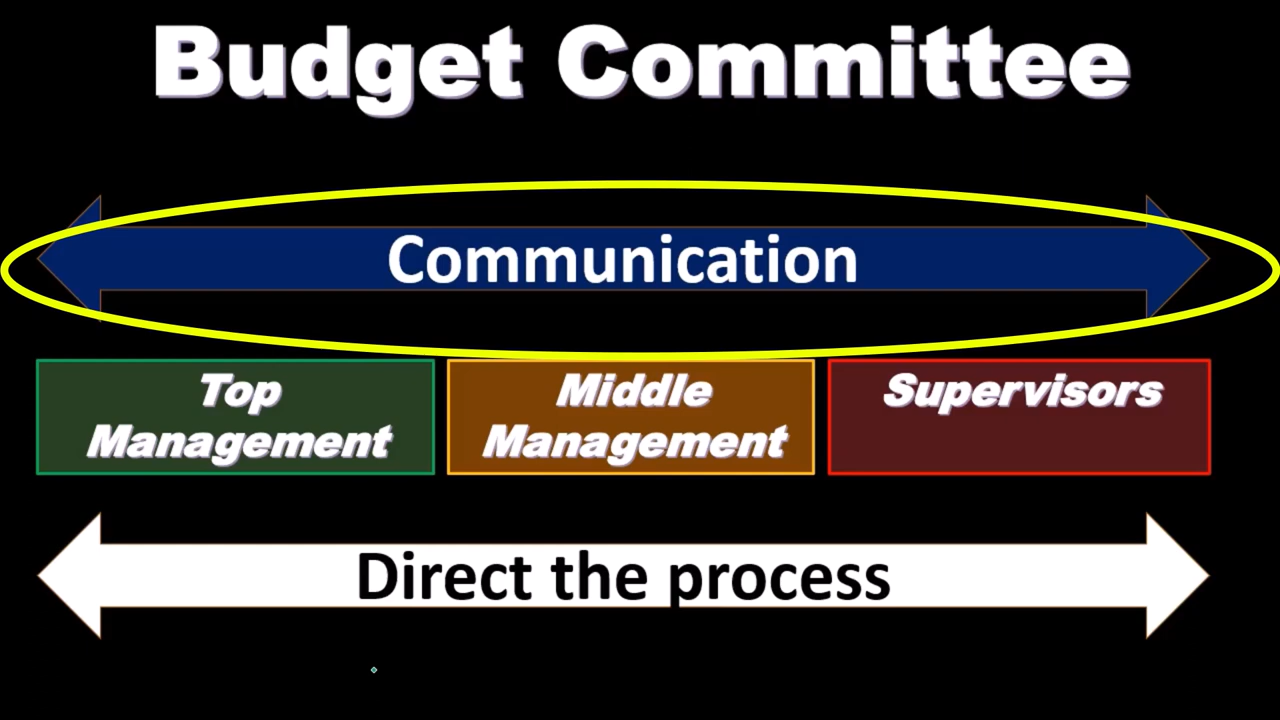 Budget Committee
Communication
Top
Management
Middle
Management
Supervisors
Direct the process